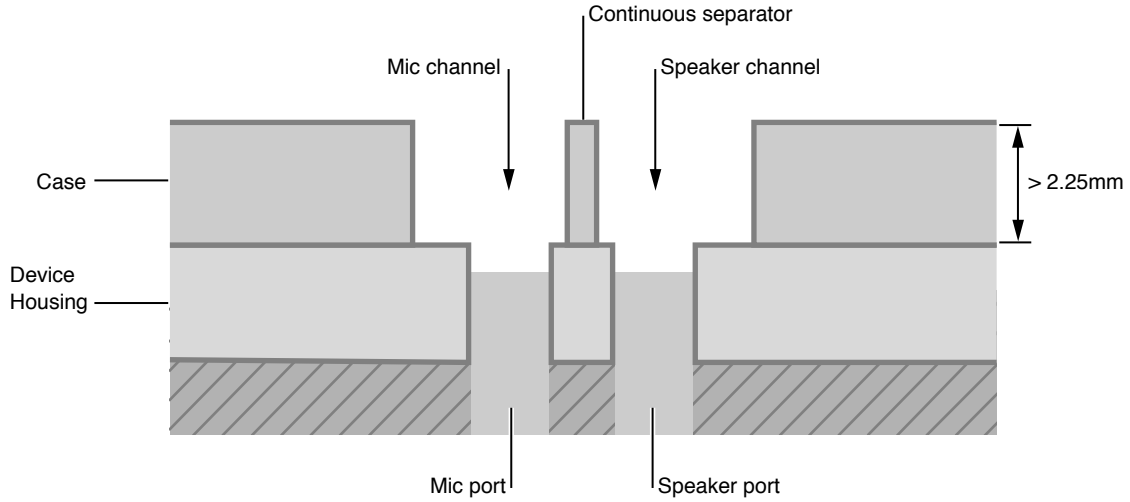 Continuous separator
Mic channel
Speaker channel
Case
> 2.25mm
Device
Housing
Mic port
Speaker port